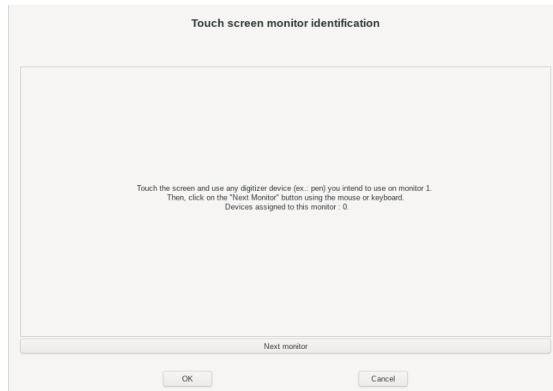 Touch screen monitor identification
Touch the screen and use any digitizer device (ex.: pen) you intend to use on monitor 1.
Then, click on the "Next Monitor" button using the mouse or keyboard.
Devices assigned to this monitor : 0.
Next monitor
OK
Cancel